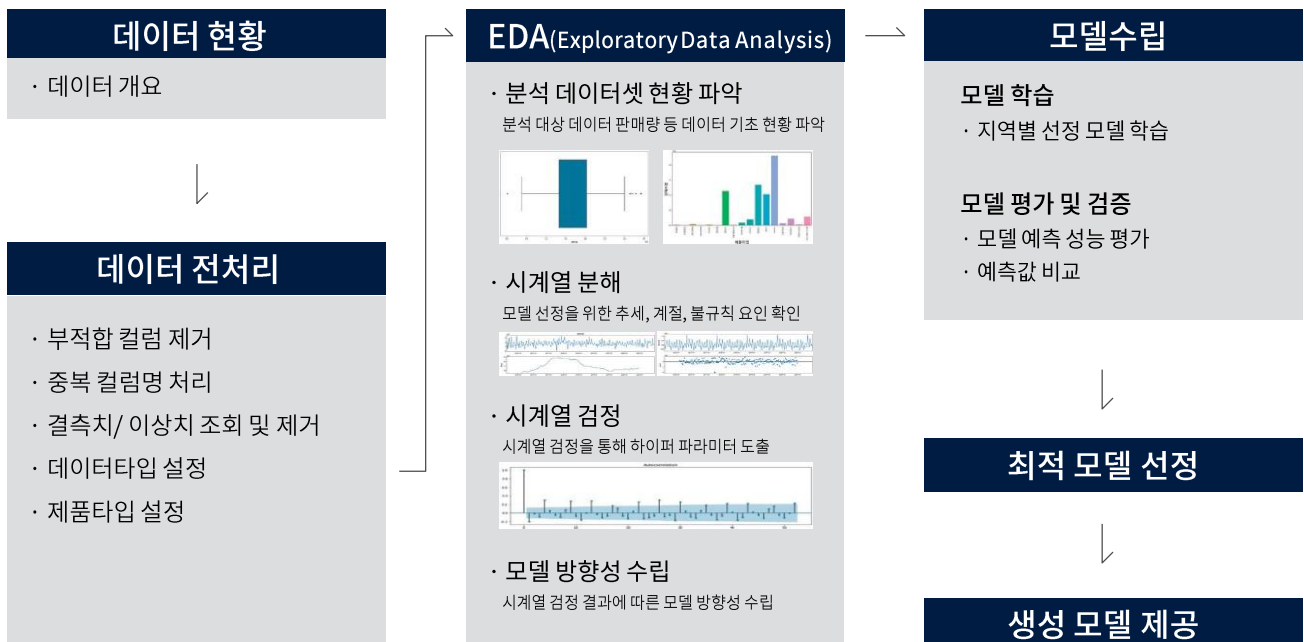 데이터 현황
· 데이터 개요
데이터 전처리
· 부적합 컬럼 제거
· 중복 컬럼명 처리
· 결측치/ 이상치 조회 및 제거
· 데이터타입 설정
· 제품타입 설정
EDA(Exploratory Data Analysis)
· 분석 데이터셋 현황 파악
분석 대상 데이터 판매량 등 데이터 기초 현황 파악
· 시계열 분해
모델 선정을 위한 추세, 계절, 불규칙 요인 확인
· 시계열 검정
시계열 검정을 통해 하이퍼 파라미터 도출
· 모델 방향성 수립
시계열 검정 결과에 따른 모델 방향성 수립
모델수립
모델 학습
· 지역별 선정 모델 학습
모델 평가 및 검증
· 모델 예측 성능 평가
· 예측값 비교
최적 모델 선정
생성 모델 제공